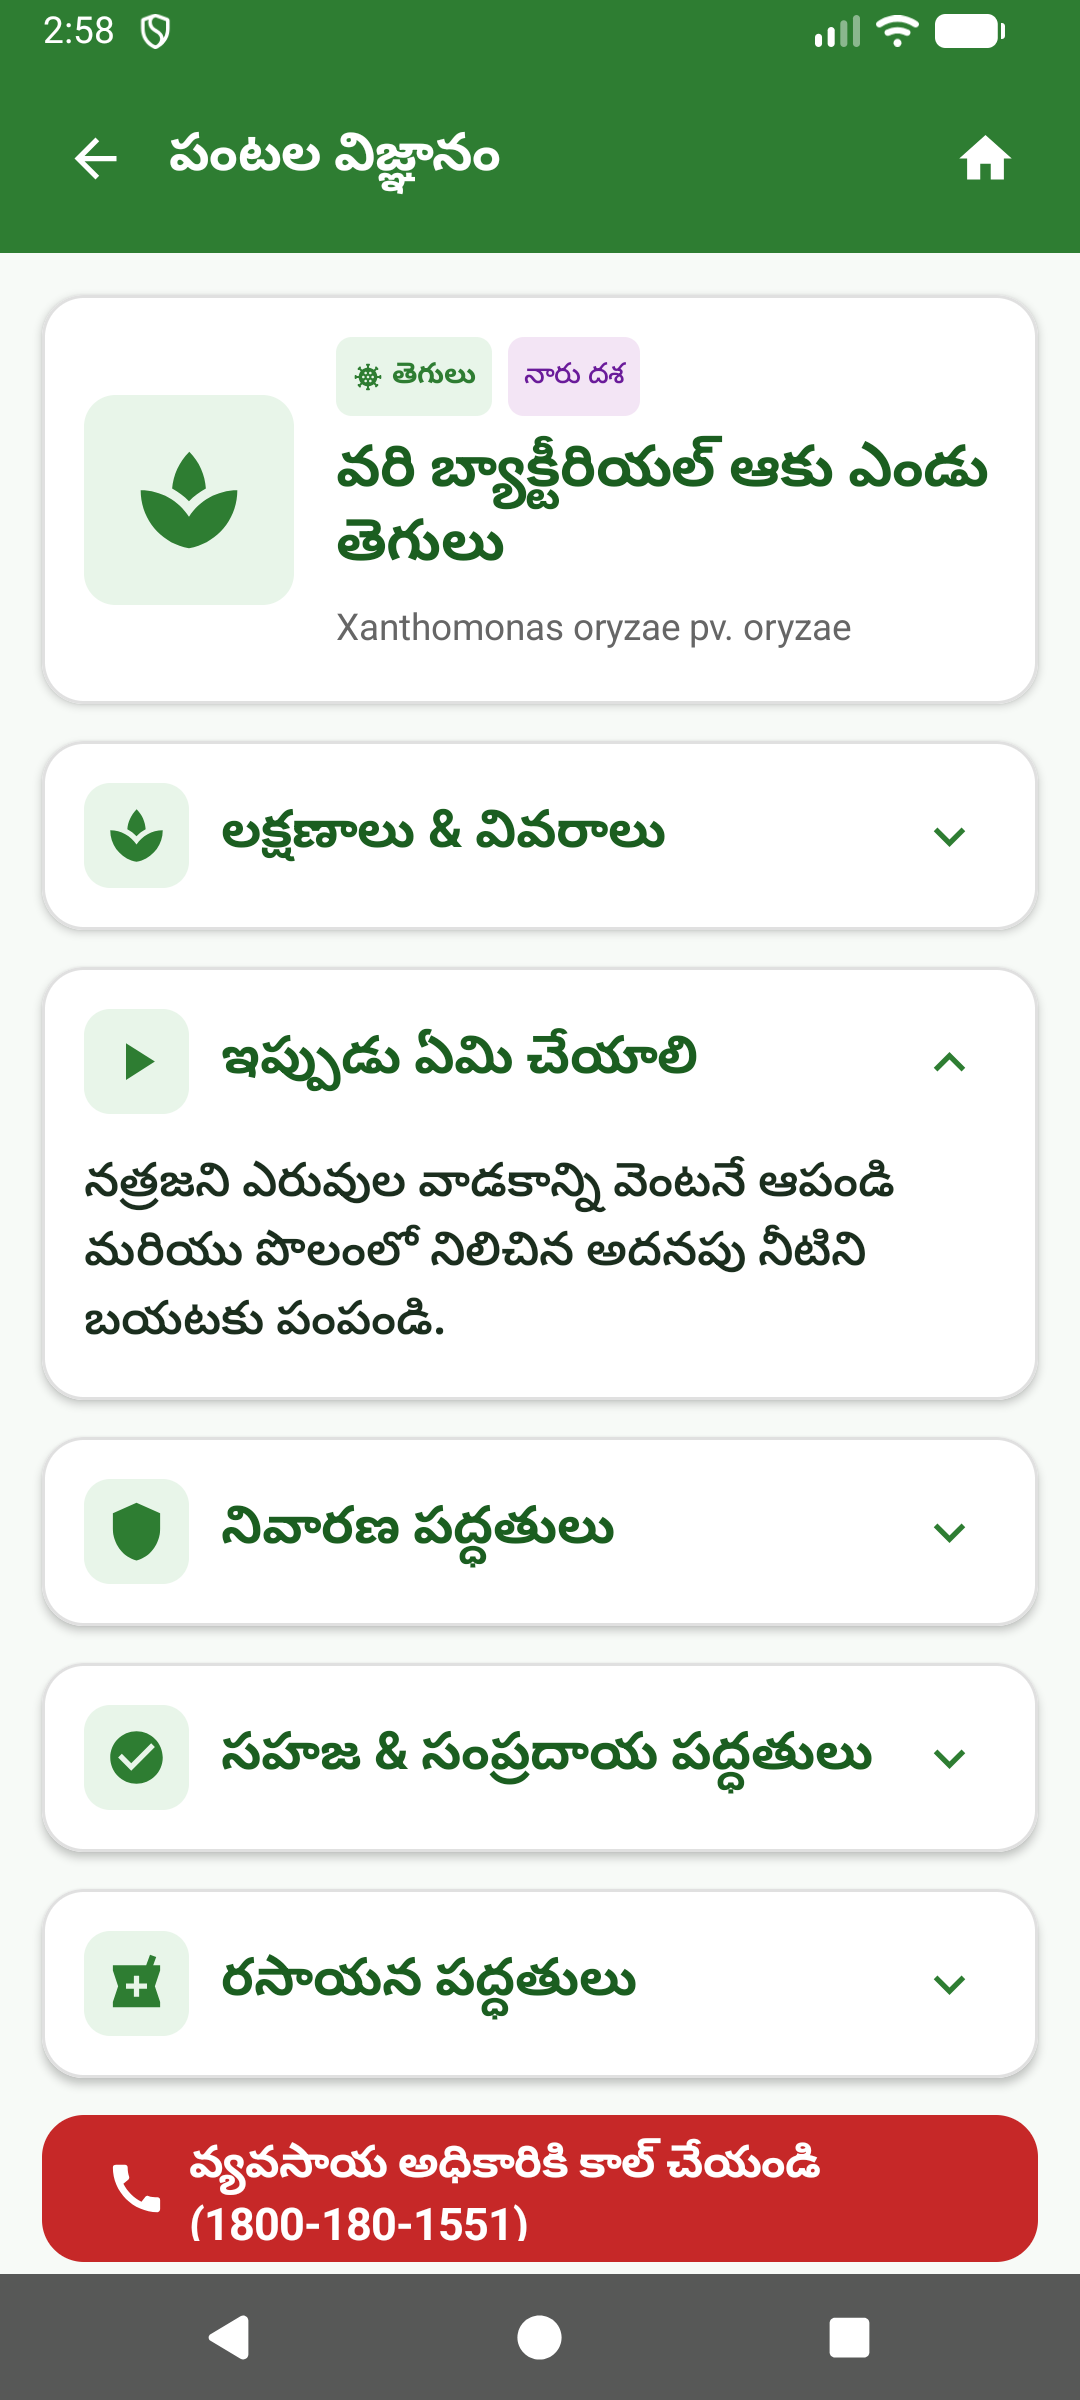 2:58
పంటల విజ్ఞానం
తెగులు
నారు దశ
వరి బ్యాక్టీరియల్ ఆకు ఎండు
తెగులు
Xanthomonas oryzae pv. oryzae
లక్షణాలు & వివరాలు
ఇప్పుడు ఏమి చేయాలి
నత్రజని ఎరువుల వాడకాన్ని వెంటనే ఆపండి
మరియు పొలంలో నిలిచిన అదనపు నీటిని
బయటకు పంపండి.
నివారణ పద్ధతులు
సహజ & సంప్రదాయ పద్ధతులు
రసాయన పద్ధతులు
వ్యవసాయ అధికారికి కాల్ చేయండి
(1800-180-1551)